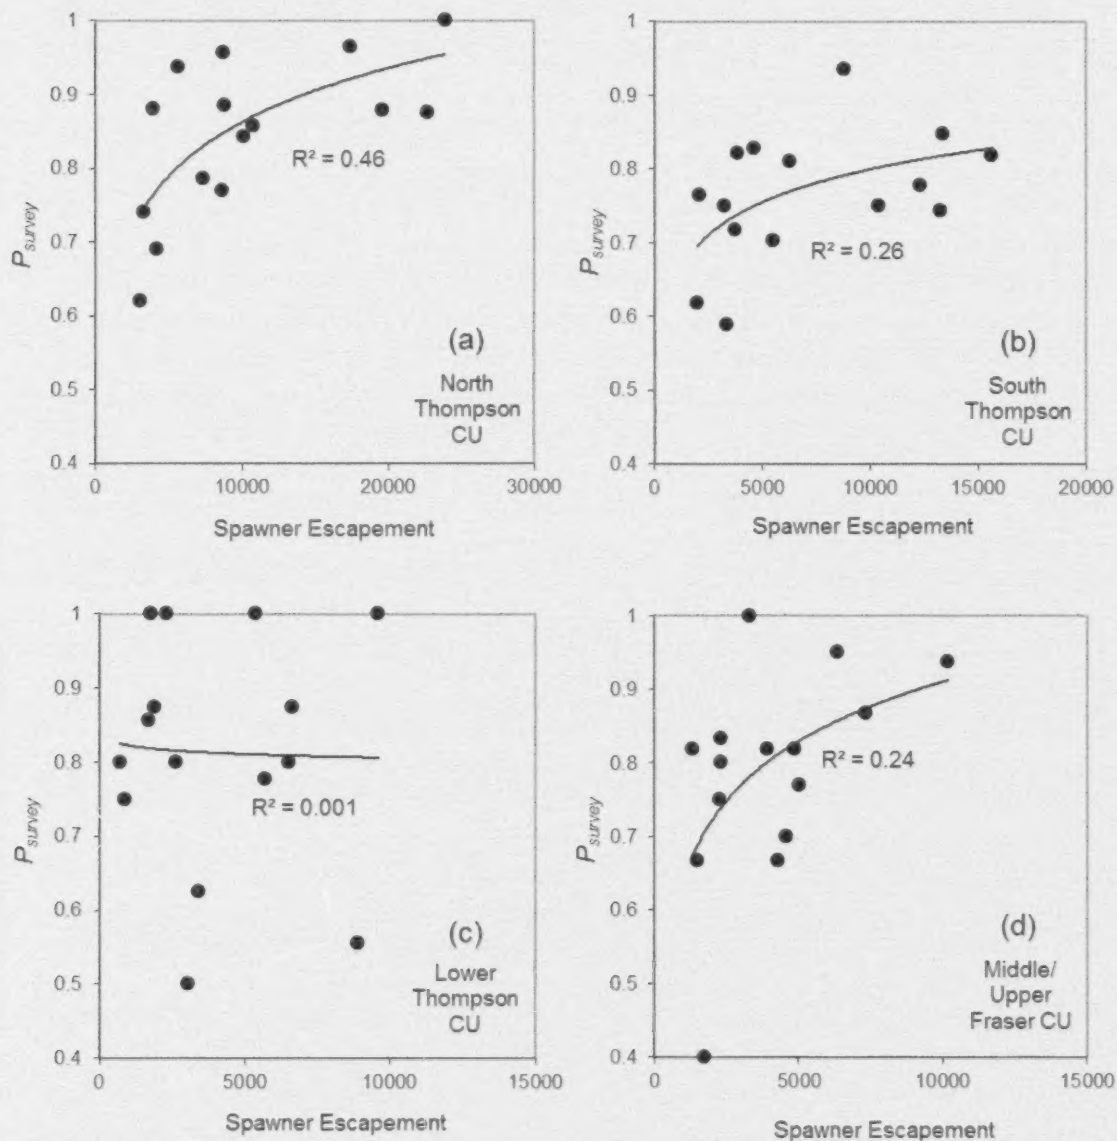 1
0.9
0.8
0.7
0.6
0.5
0.4
P survey
R² = 0.46
(a)
North
Thompson
CU
0 10000 20000 30000
Spawner Escapement
1
0.9
0.8
0.7
0.6
0.5
0.4
P survey
R² = 0.26
(b)
South
Thompson
CU
0 5000 10000 15000 20000
Spawner Escapement
1
0.9
0.8
0.7
0.6
0.5
0.4
P survey
R² = 0.001
(c)
Lower
Thompson
CU
0 5000 10000 15000
Spawner Escapement
1
0.9
0.8
0.7
0.6
0.5
0.4
P survey
R² = 0.24
(d)
Middle/
Upper
Fraser CU
0 5000 10000 15000
Spawner Escapement